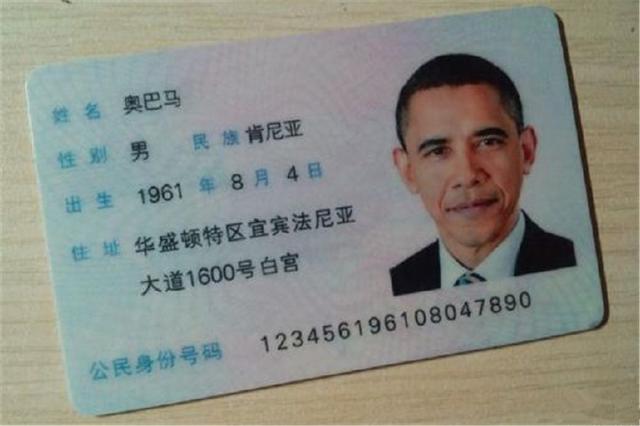 姓名 奥巴马
性别 男 民族 肯尼亚
出生 1961 年 8 月 4 日
住址 华盛顿特区宜宾法尼亚
大道1600号白宫
公民身份号码 123456196108047890